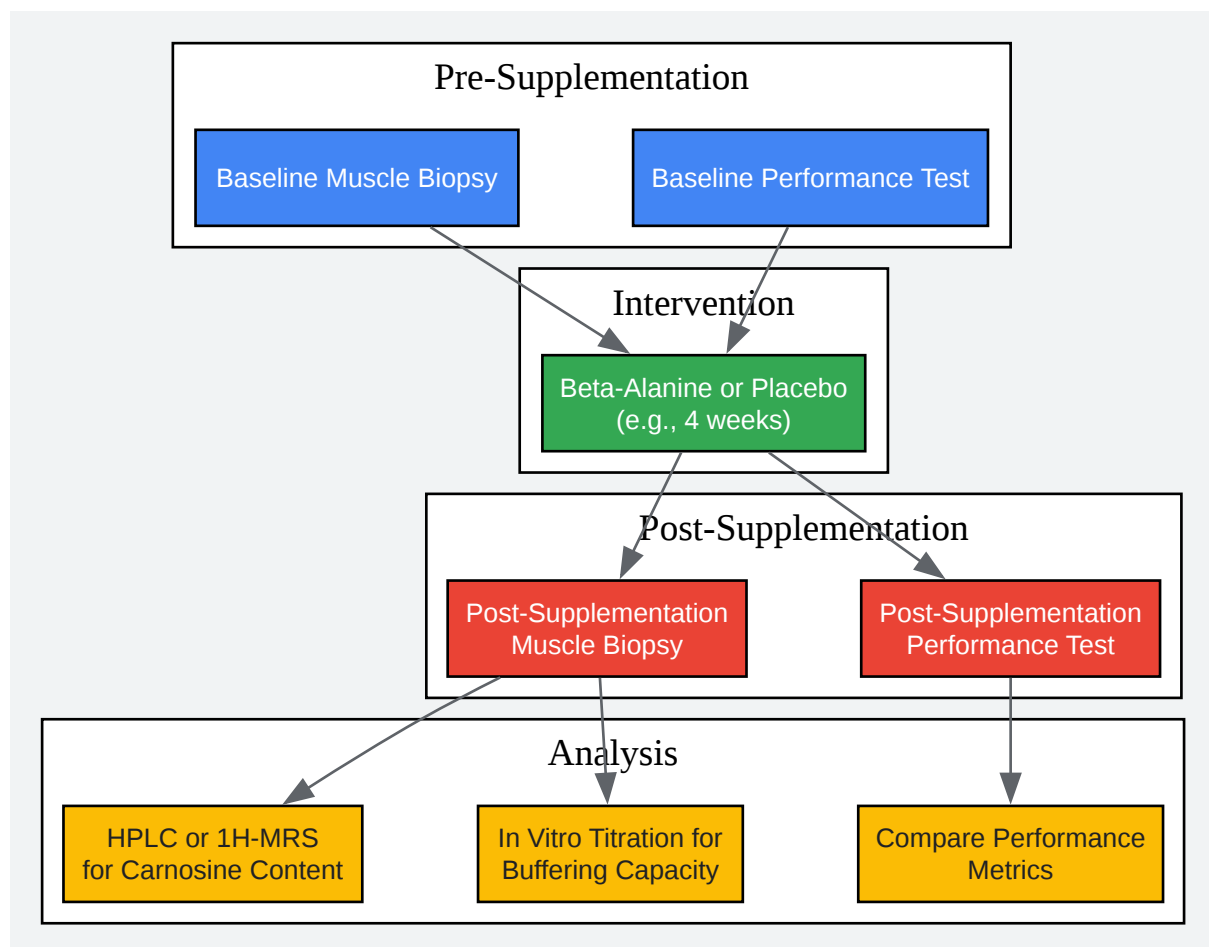 Pre-Supplementation
Baseline Muscle Biopsy
Baseline Performance Test
Intervention
Beta-Alanine or Placebo
(e.g., 4 weeks)
Post-Supplementation
Post-Supplementation
Muscle Biopsy
Post-Supplementation
Performance Test
Analysis
HPLC or 1H-MRS
for Carnosine Content
In Vitro Titration for
Buffering Capacity
Compare Performance
Metrics